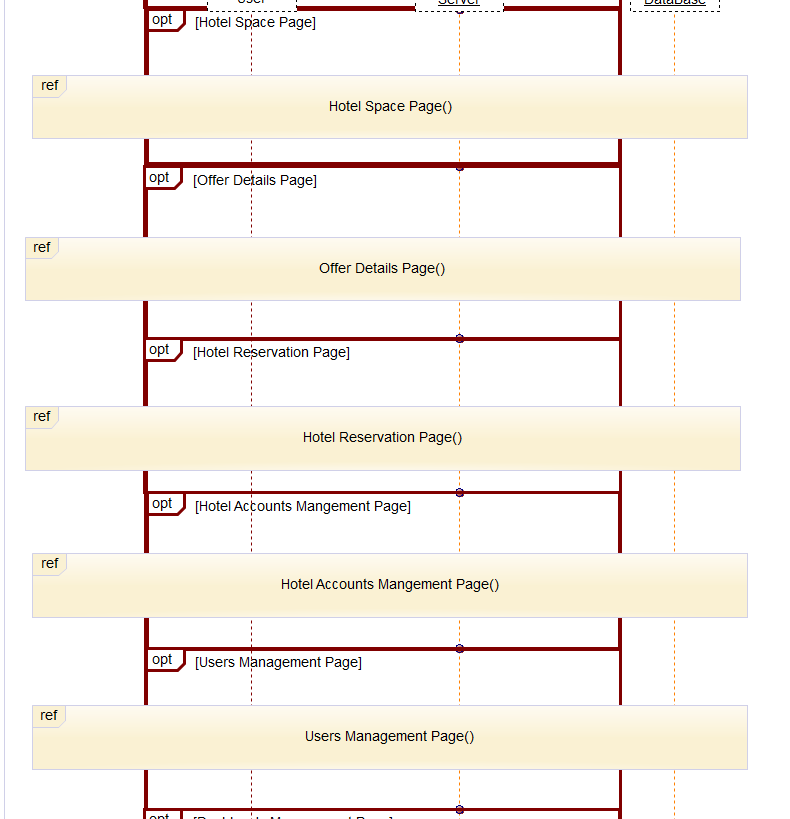 User Server DataBase
opt [Hotel Space Page]
ref
Hotel Space Page()
opt [Offer Details Page]
ref
Offer Details Page()
opt [Hotel Reservation Page]
ref
Hotel Reservation Page()
opt [Hotel Accounts Mangement Page]
ref
Hotel Accounts Mangement Page()
opt [Users Management Page]
ref
Users Management Page()
opt